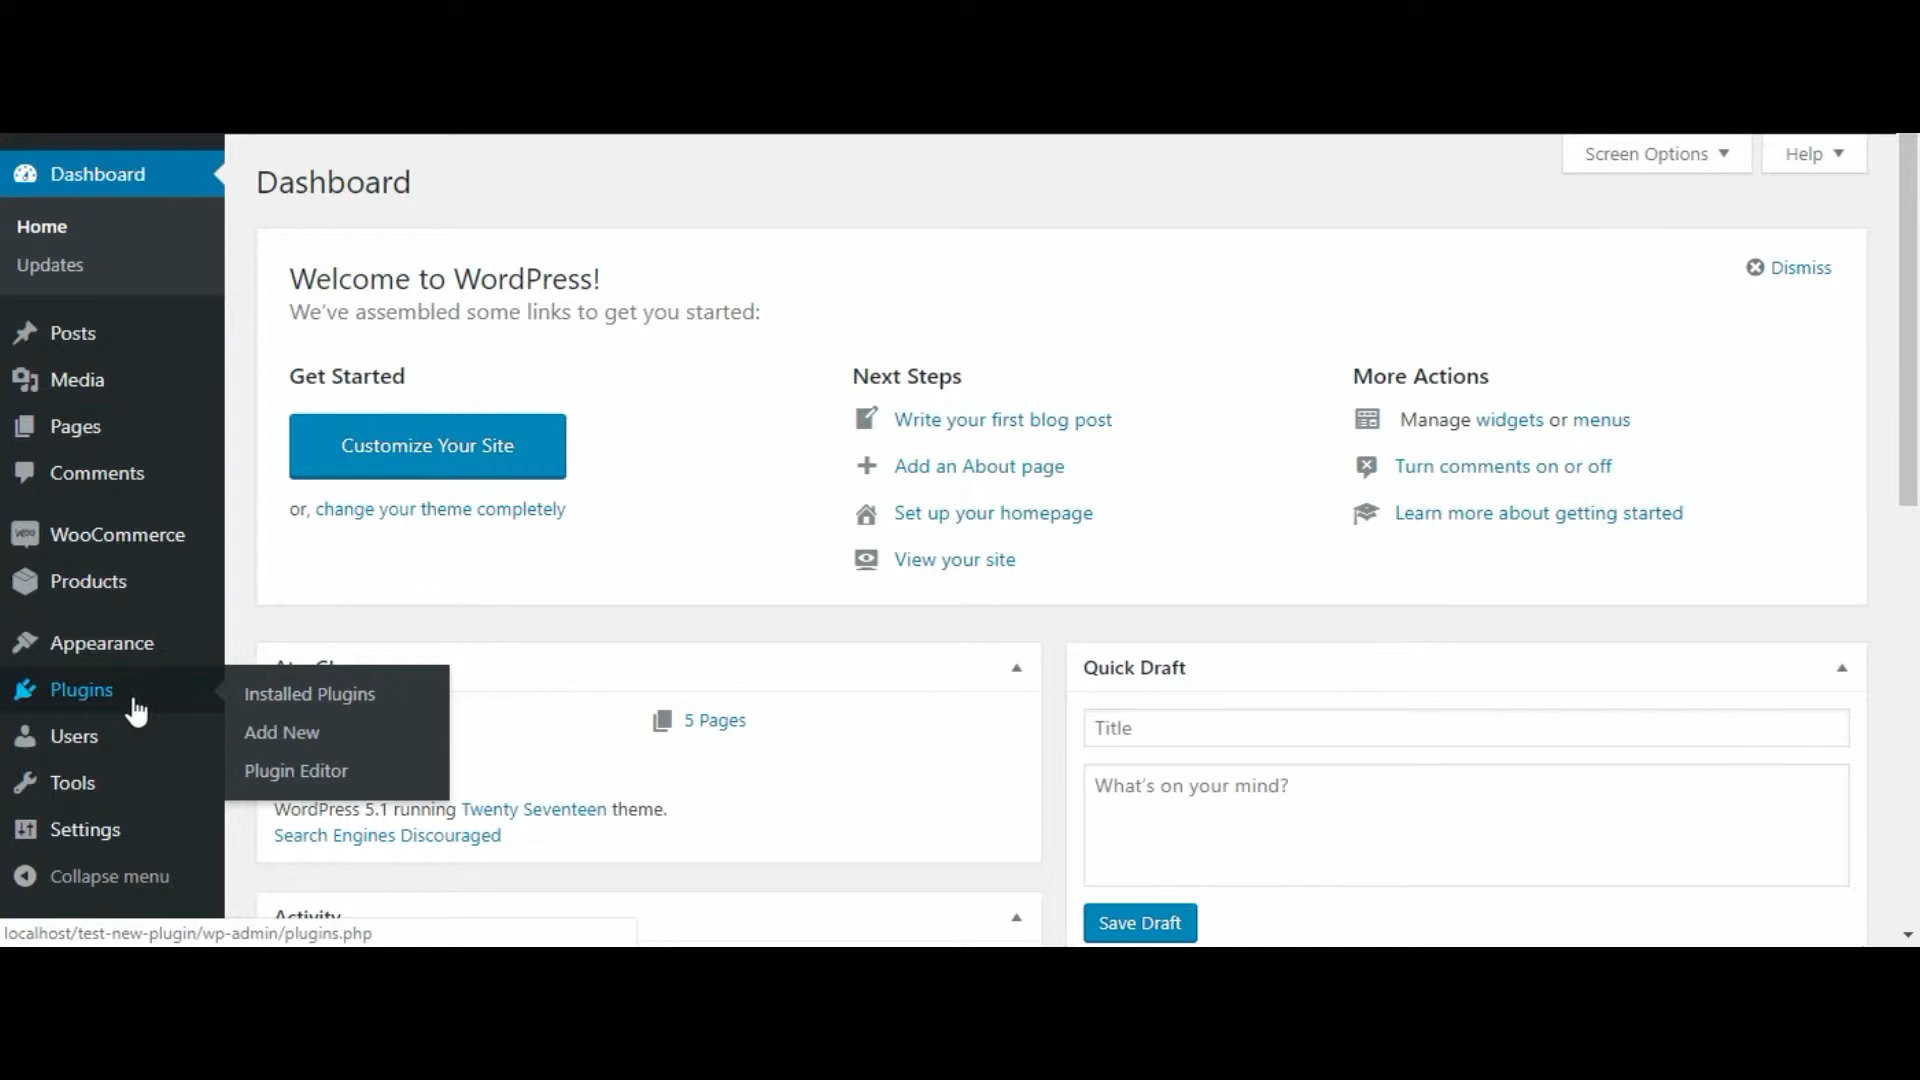 Dashboard
Home
Updates
Posts
Media
Pages
Comments
WOO
WooCommerce
Products
Appearance
Plugins
Users
Tools
Settings
Collapse menu
Installed Plugins
Add New
Plugin Editor
Screen Options
Help
Dashboard
Welcome to WordPress!
We've assembled some links to get you started:
Dismiss
Get Started
Customize Your Site
or, change your theme completely
Next Steps
Write your first blog post
Add an About page
Set up your homepage
View your site
More Actions
Manage widgets or menus
Turn comments on or off
Learn more about getting started
5 Pages
WordPress 5.1 running Twenty Seventeen theme.
Search Engines Discouraged
Activity
Quick Draft
Title
What's on your mind?
Save Draft
localhost/test-new-plugin/wp-admin/plugins.php